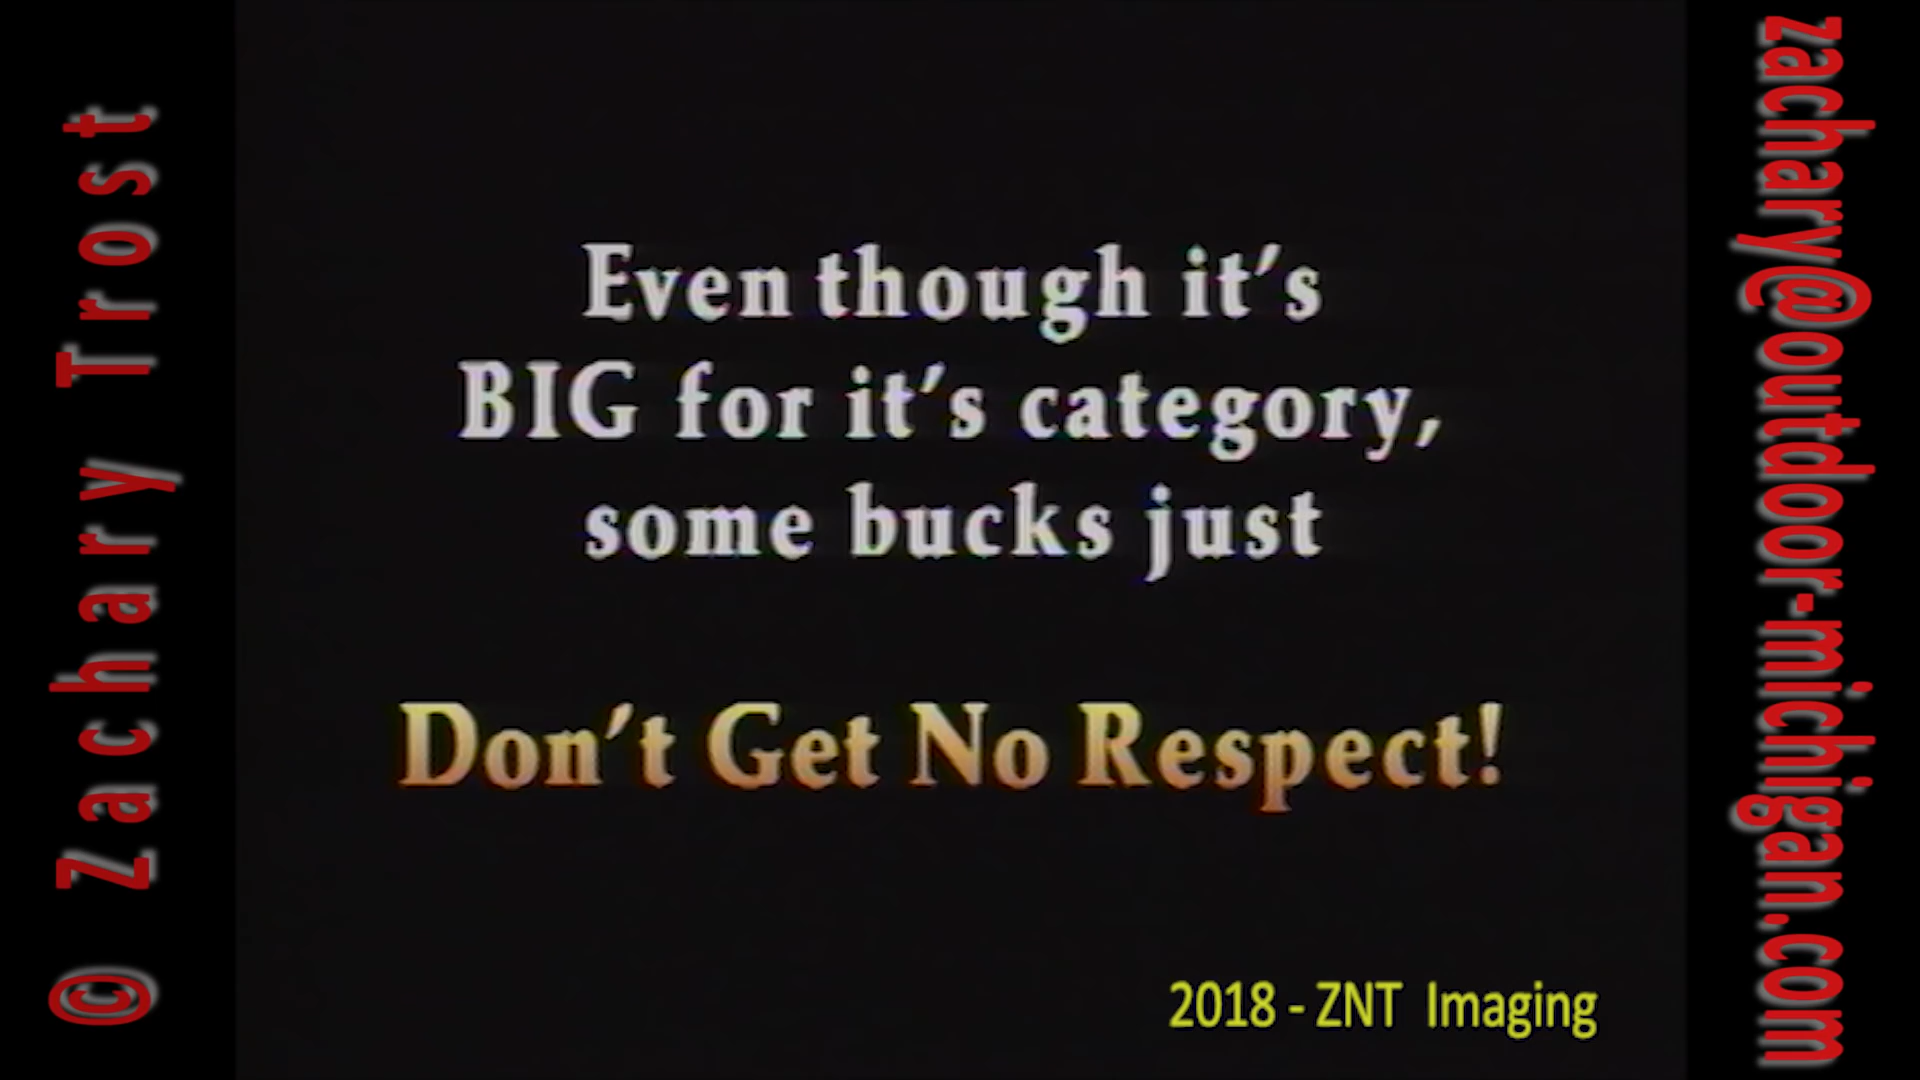 © Zachary Trost
Even though it's
BIG for it's category,
some bucks just
Don't Get No Respect!
2018 - ZNT Imaging
zachary@outdoor-michigan.com